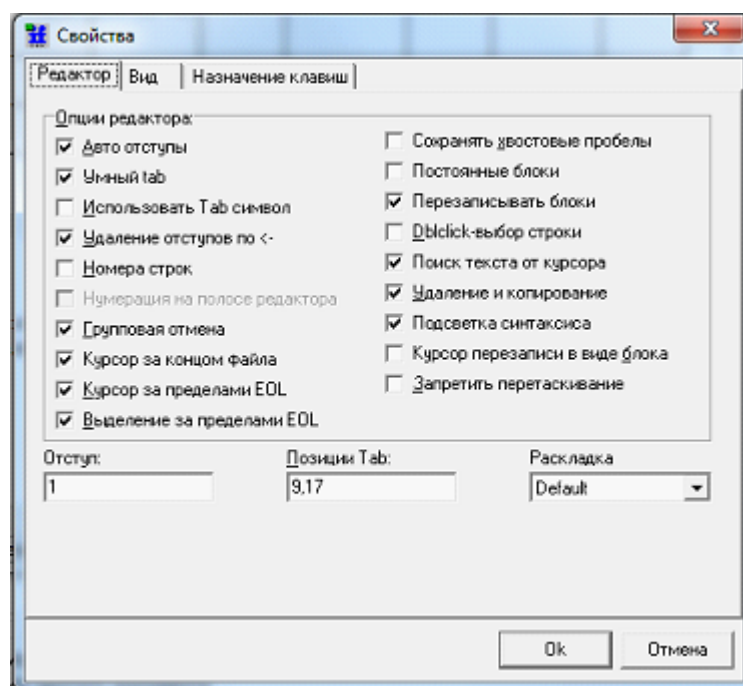 Свойства
Редактор
Вид
Назначение клавиш
Опции редактора:
Авто отступы
Умный tab
Использовать Tab символ
Удаление отступов по <-
Номера строк
Нумерация на полосе редактора
Групповая отмена
Курсор за концом файла
Курсор за пределами EOL
Выделение за пределами EOL
Сохранять хвостовые пробелы
Постоянные блоки
Перезаписывать блоки
Dblclick-выбор строки
Поиск текста от курсора
Удаление и копирование
Подсветка синтаксиса
Курсор перезаписи в виде блока
Запретить перетаскивание
Отступ:
1
Позиции Tab:
9,17
Раскладка
Default
Ok
Отмена